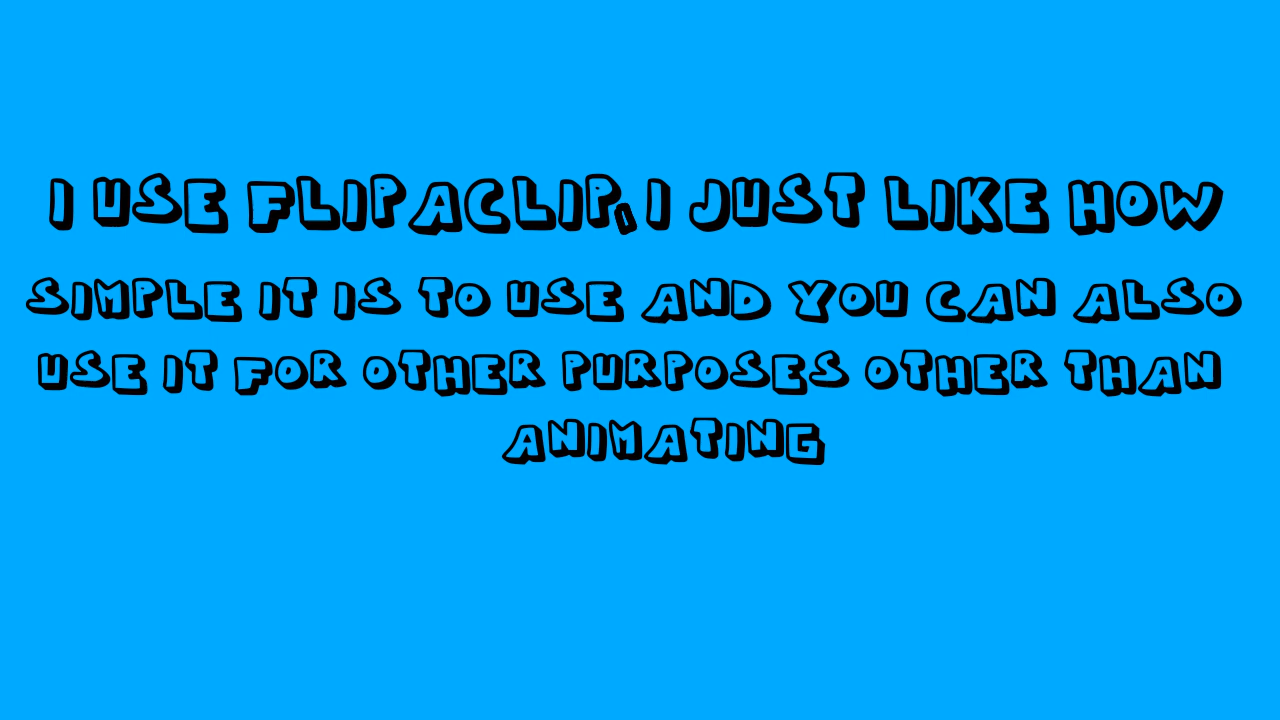 I USE FLIPACLIP, I JUST LIKE HOW
SIMPLE IT IS TO USE AND YOU CAN ALSO
USE IT FOR OTHER PURPOSES OTHER THAN
ANIMATING